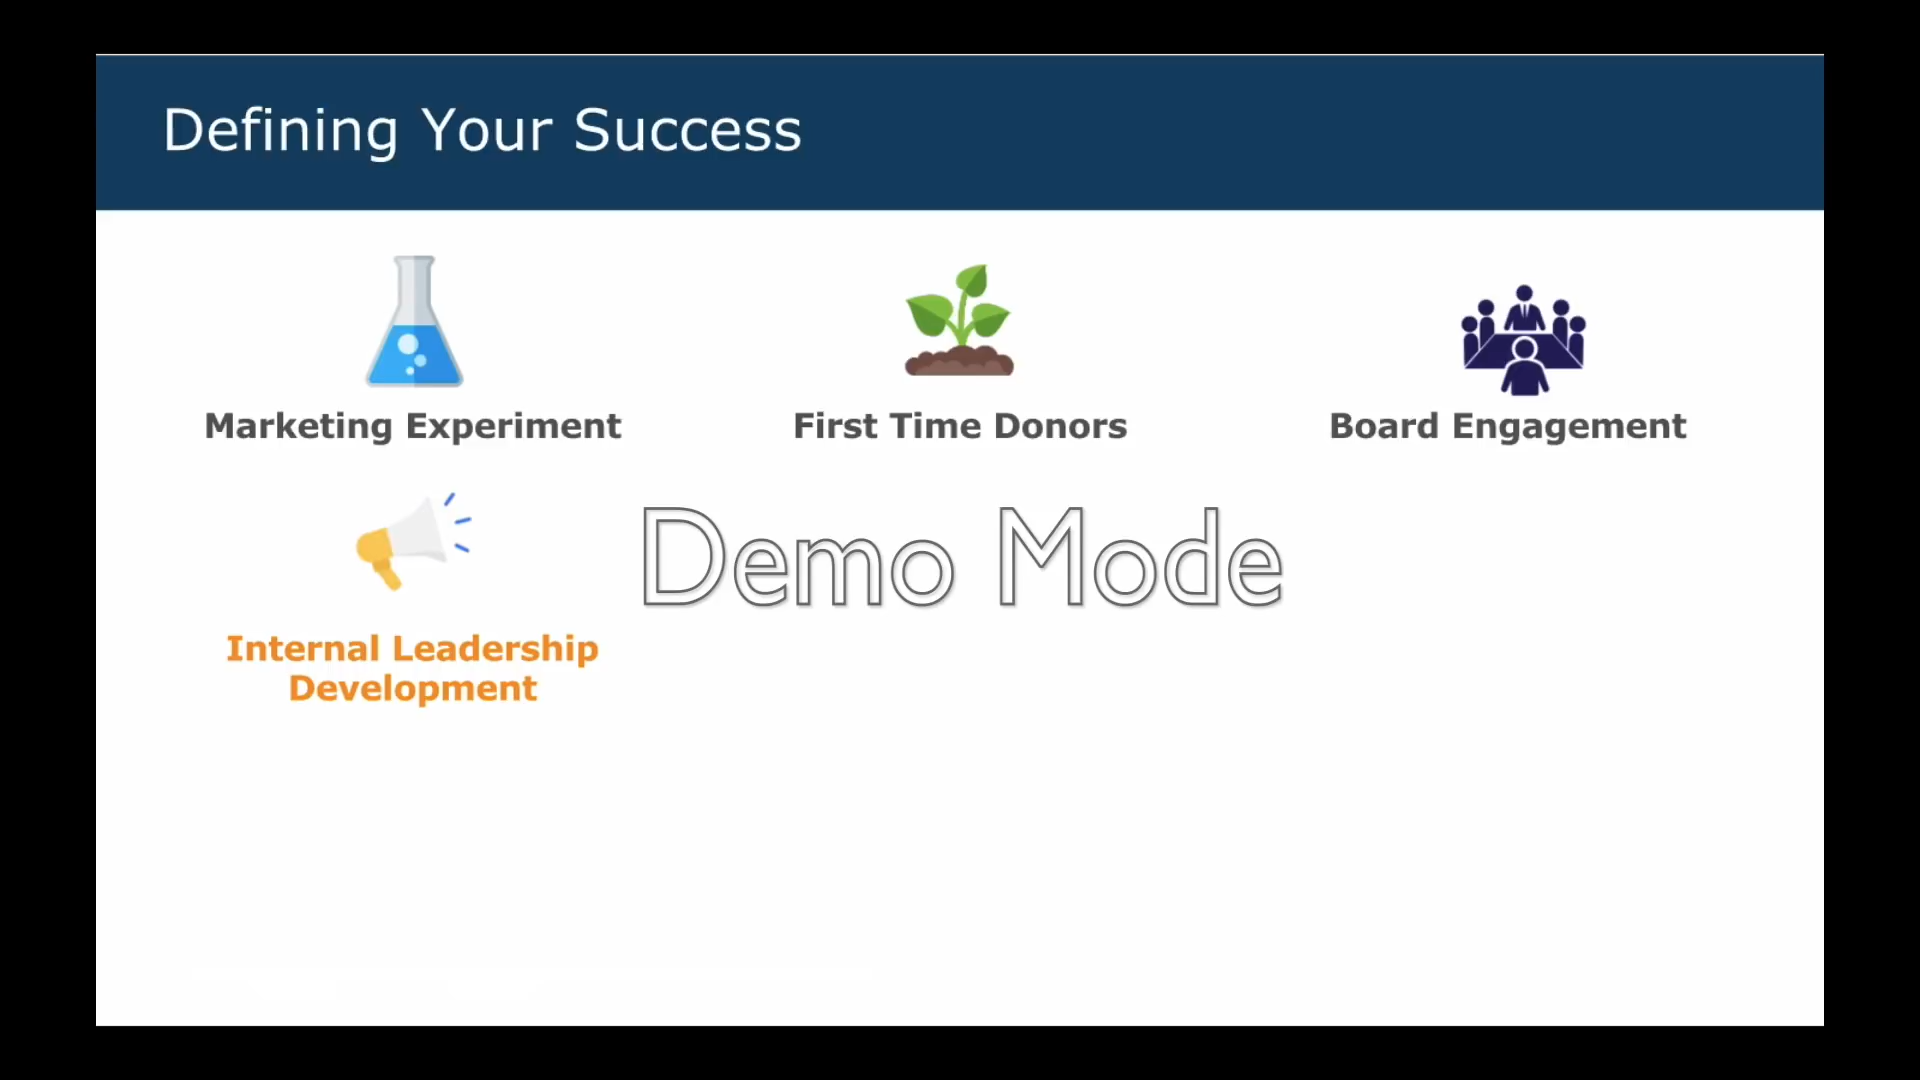 Defining Your Success
Marketing Experiment
First Time Donors
Board Engagement
Demo Mode
Internal Leadership
Development